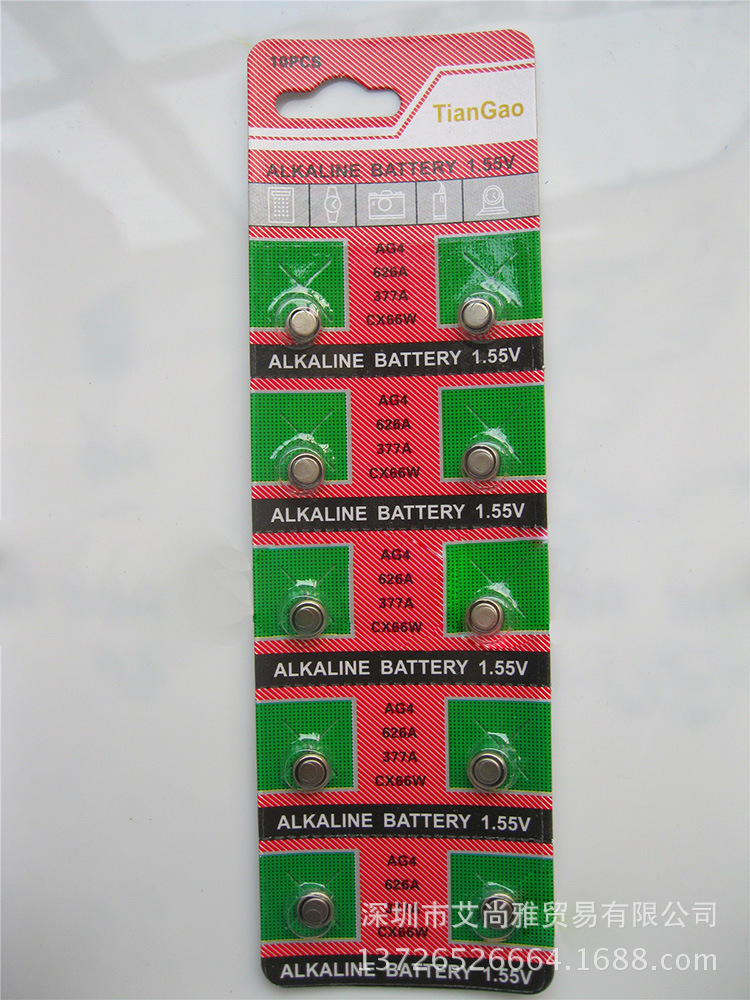 10PCS
TianGao
ALKALINE BATTERY 1.55V
AG4
626A
377A
CX66W
ALKALINE BATTERY 1.55V
AG4
626A
377A
CX66W
ALKALINE BATTERY 1.55V
AG4
626A
377A
CX66W
ALKALINE BATTERY 1.55V
AG4
626A
377A
CX66W
ALKALINE BATTERY 1.55V
AG4
626A
深圳市艾尚雅贸易有限公司
CX66W
13726526664.1688.com
ALKALINE BATTERY 1.55V